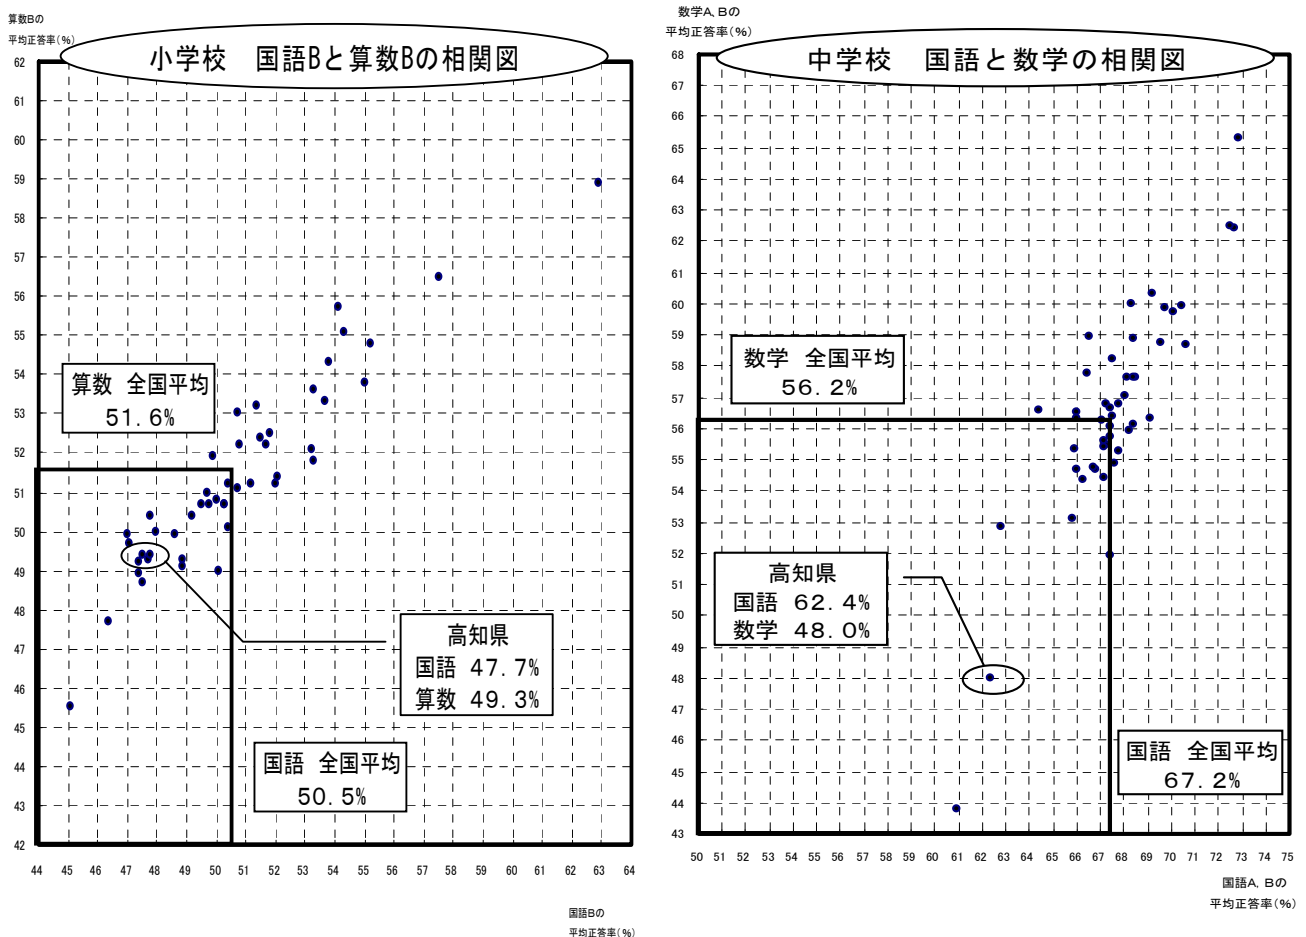 算数Bの
平均正答率(%)
小学校　国語Bと算数Bの相関図
62
61
60
59
58
57
56
55
54
53
52
51
50
49
48
47
46
45
44
43
42
算数　全国平均
51.6%
高知県
国語 47.7%
算数 49.3%
国語　全国平均
50.5%
44 45 46 47 48 49 50 51 52 53 54 55 56 57 58 59 60 61 62 63 64
国語Bの
平均正答率(%)
数学A,Bの
平均正答率(%)
中学校　国語と数学の相関図
68
67
66
65
64
63
62
61
60
59
58
57
56
55
54
53
52
51
50
49
48
47
46
45
44
43
数学　全国平均
56.2%
高知県
国語 62.4%
数学 48.0%
国語　全国平均
67.2%
50 51 52 53 54 55 56 57 58 59 60 61 62 63 64 65 66 67 68 69 70 71 72 73 74 75
国語A,Bの
平均正答率(%)